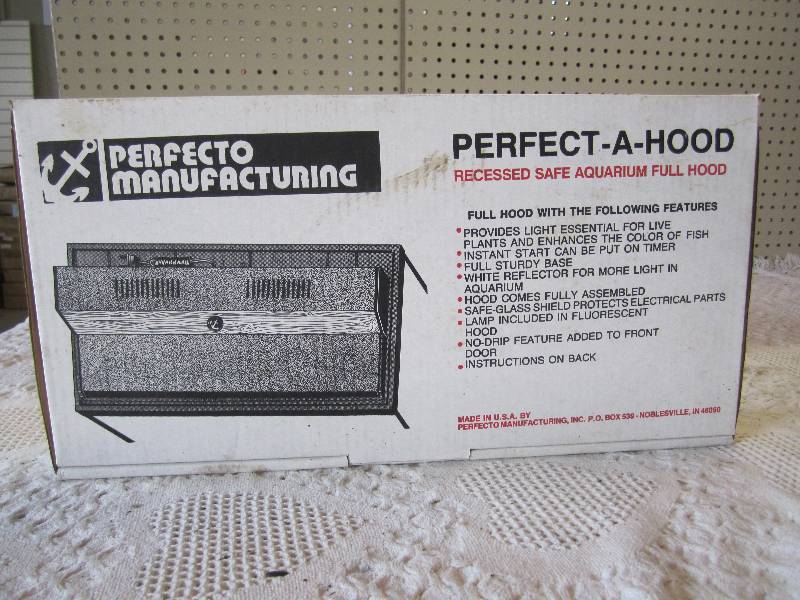 PERFECTO
MANUFACTURING
PERFECT-A-HOOD
RECESSED SAFE AQUARIUM FULL HOOD
FULL HOOD WITH THE FOLLOWING FEATURES
• PROVIDES LIGHT ESSENTIAL FOR LIVE
PLANTS AND ENHANCES THE COLOR OF FISH
• INSTANT START CAN BE PUT ON TIMER
• FULL STURDY BASE
• WHITE REFLECTOR FOR MORE LIGHT IN
AQUARIUM
• HOOD COMES FULLY ASSEMBLED
• SAFE-GLASS SHIELD PROTECTS ELECTRICAL PARTS
• LAMP INCLUDED IN FLUORESCENT
HOOD
• NO-DRIP FEATURE ADDED TO FRONT
DOOR
• INSTRUCTIONS ON BACK
MADE IN U.S.A. BY
PERFECTO MANUFACTURING, INC. P.O. BOX 539 - NOBLESVILLE, IN 46060